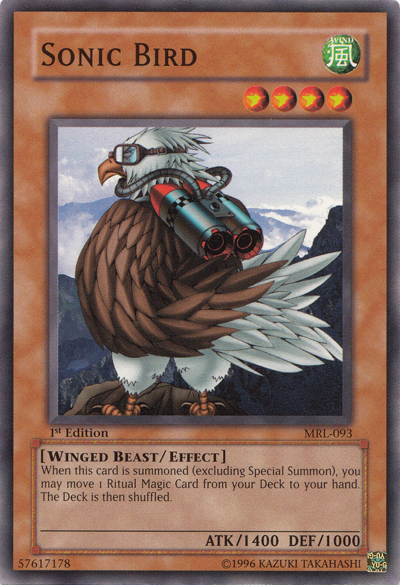 SONIC BIRD
WIND
風
1st Edition
MRL-093
[WINGED BEAST/EFFECT]
When this card is summoned (excluding Special Summon), you
may move 1 Ritual Magic Card from your Deck to your hand.
The Deck is then shuffled.
ATK/1400 DEF/1000
57617178
©1996 KAZUKI TAKAHASHI